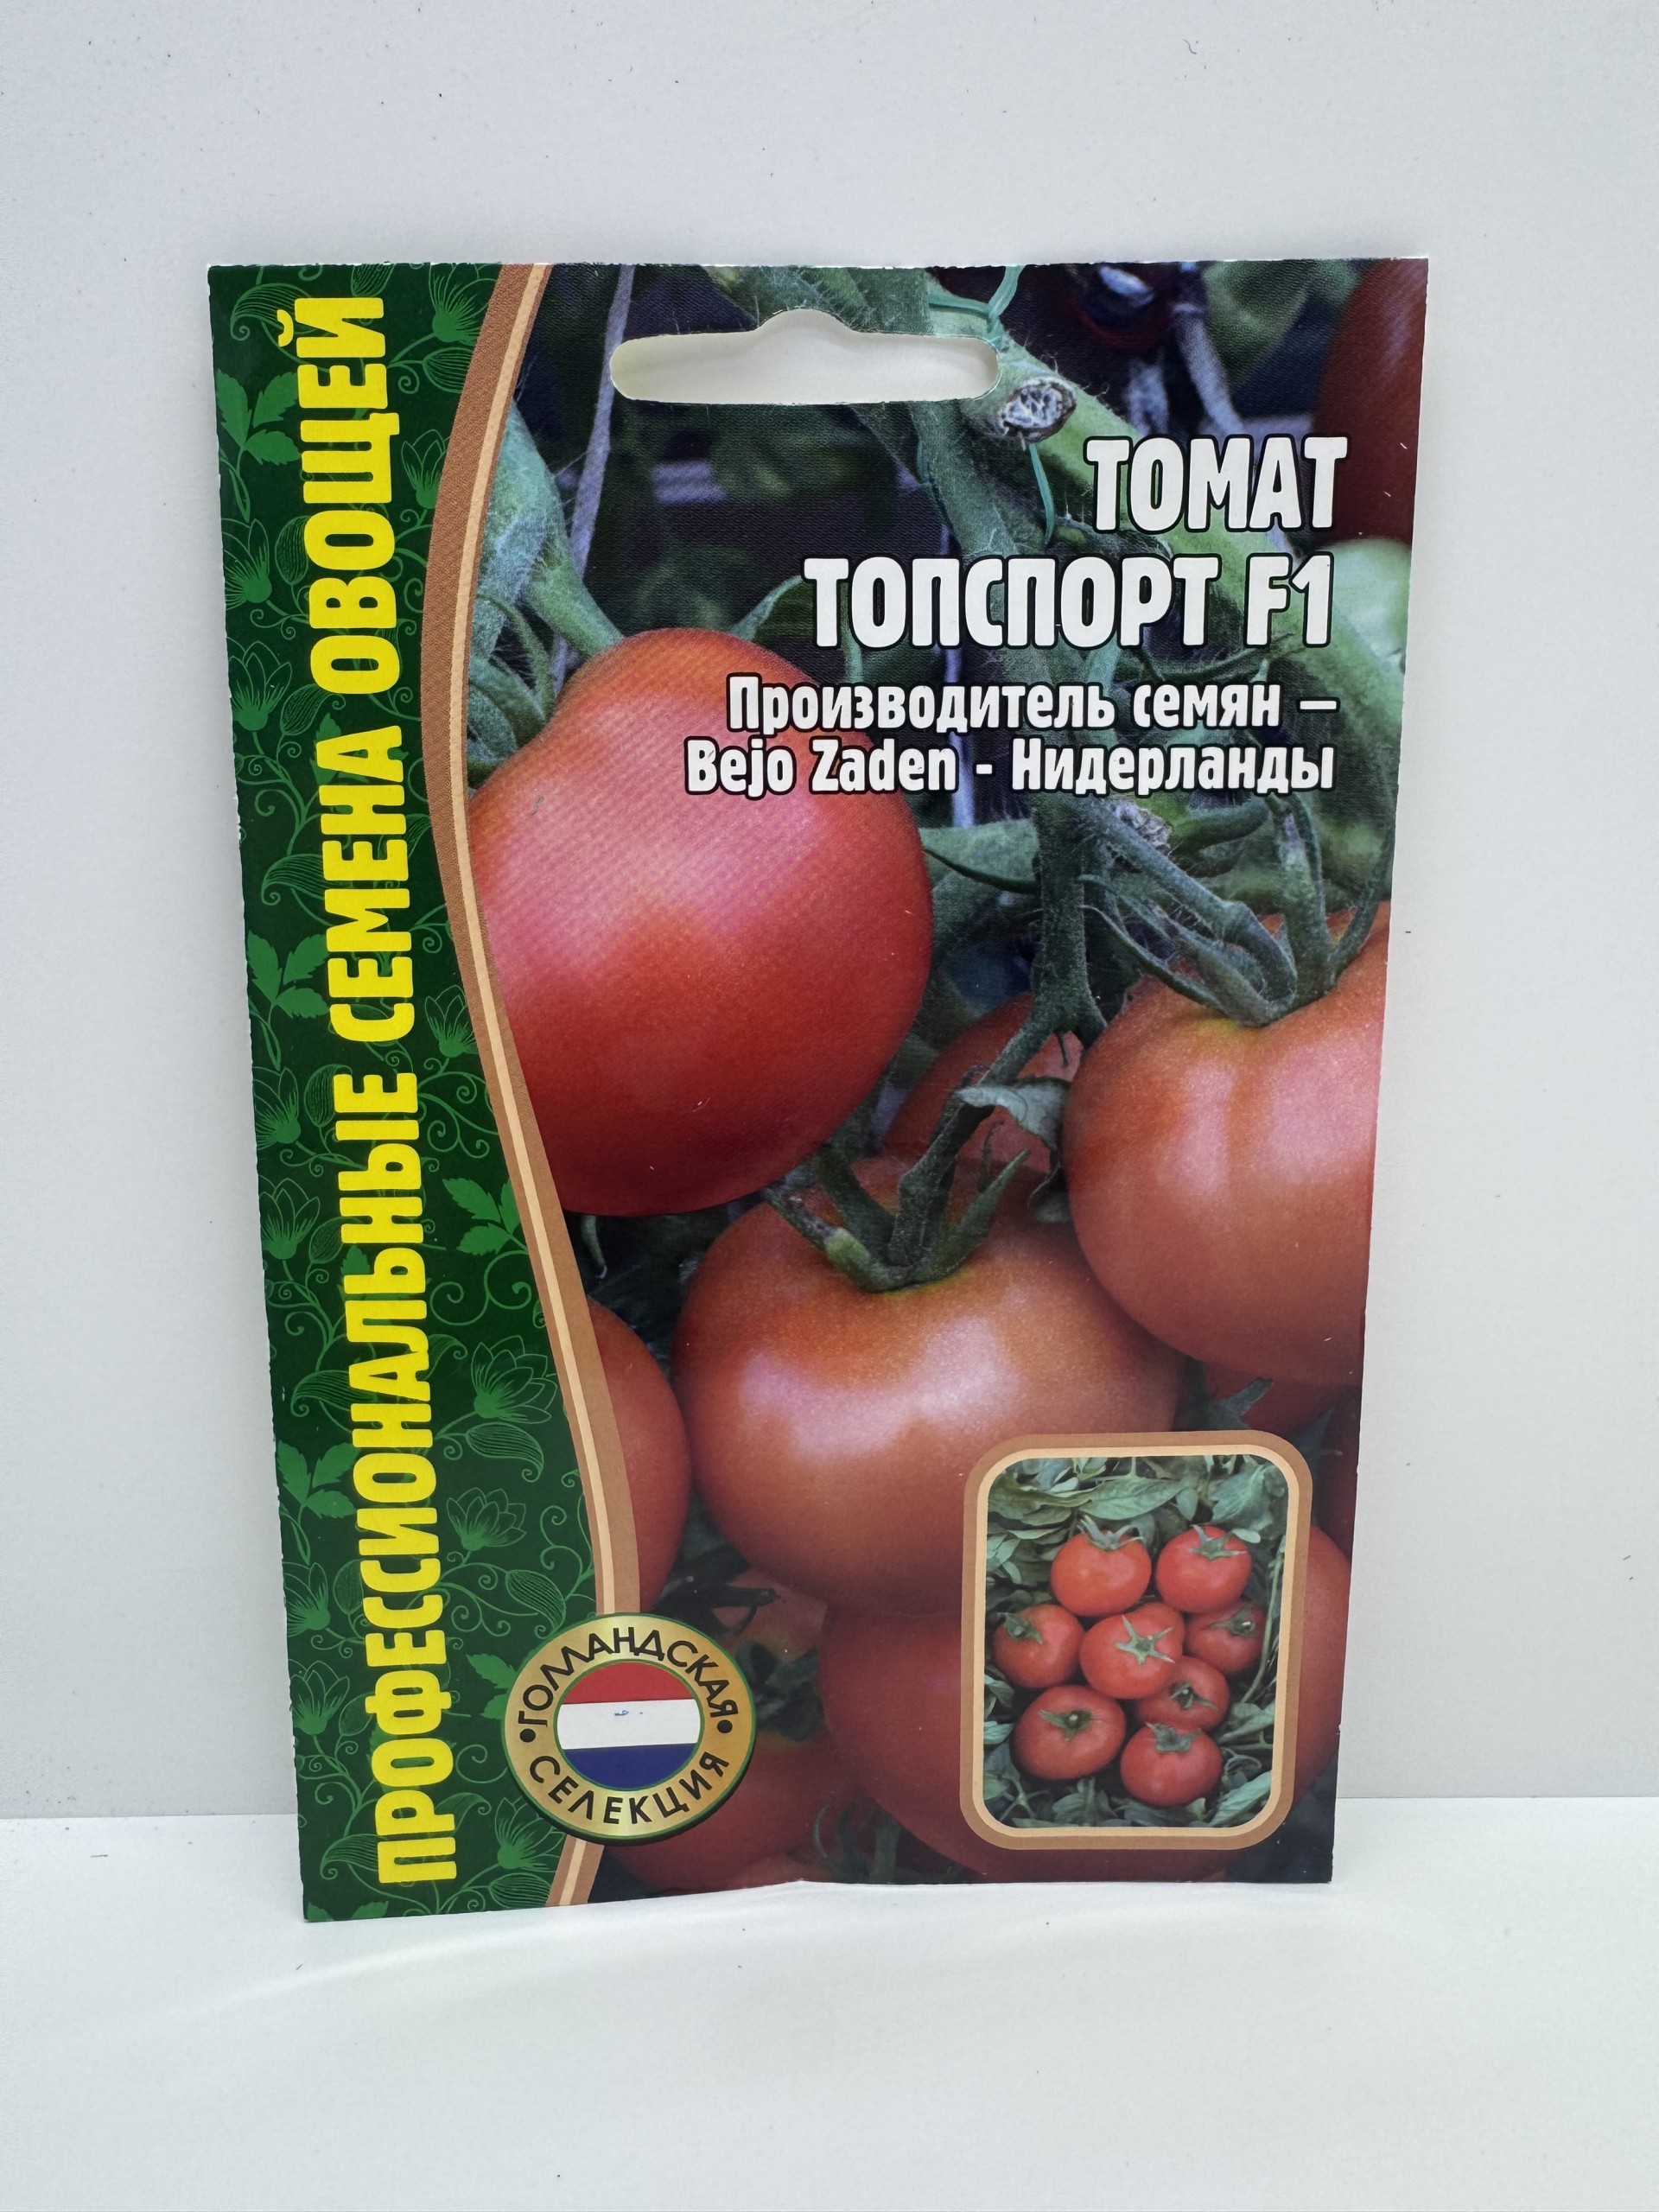 ПРОФЕССИОНАЛЬНЫЕ СЕМЕНА ОВОЩЕЙ
ТОМАТ
ТОПСПОРТ F1
Производитель семян –
Bejo Zaden - Нидерланды
ГОЛЛАНДСКАЯ
СЕЛЕКЦИЯ